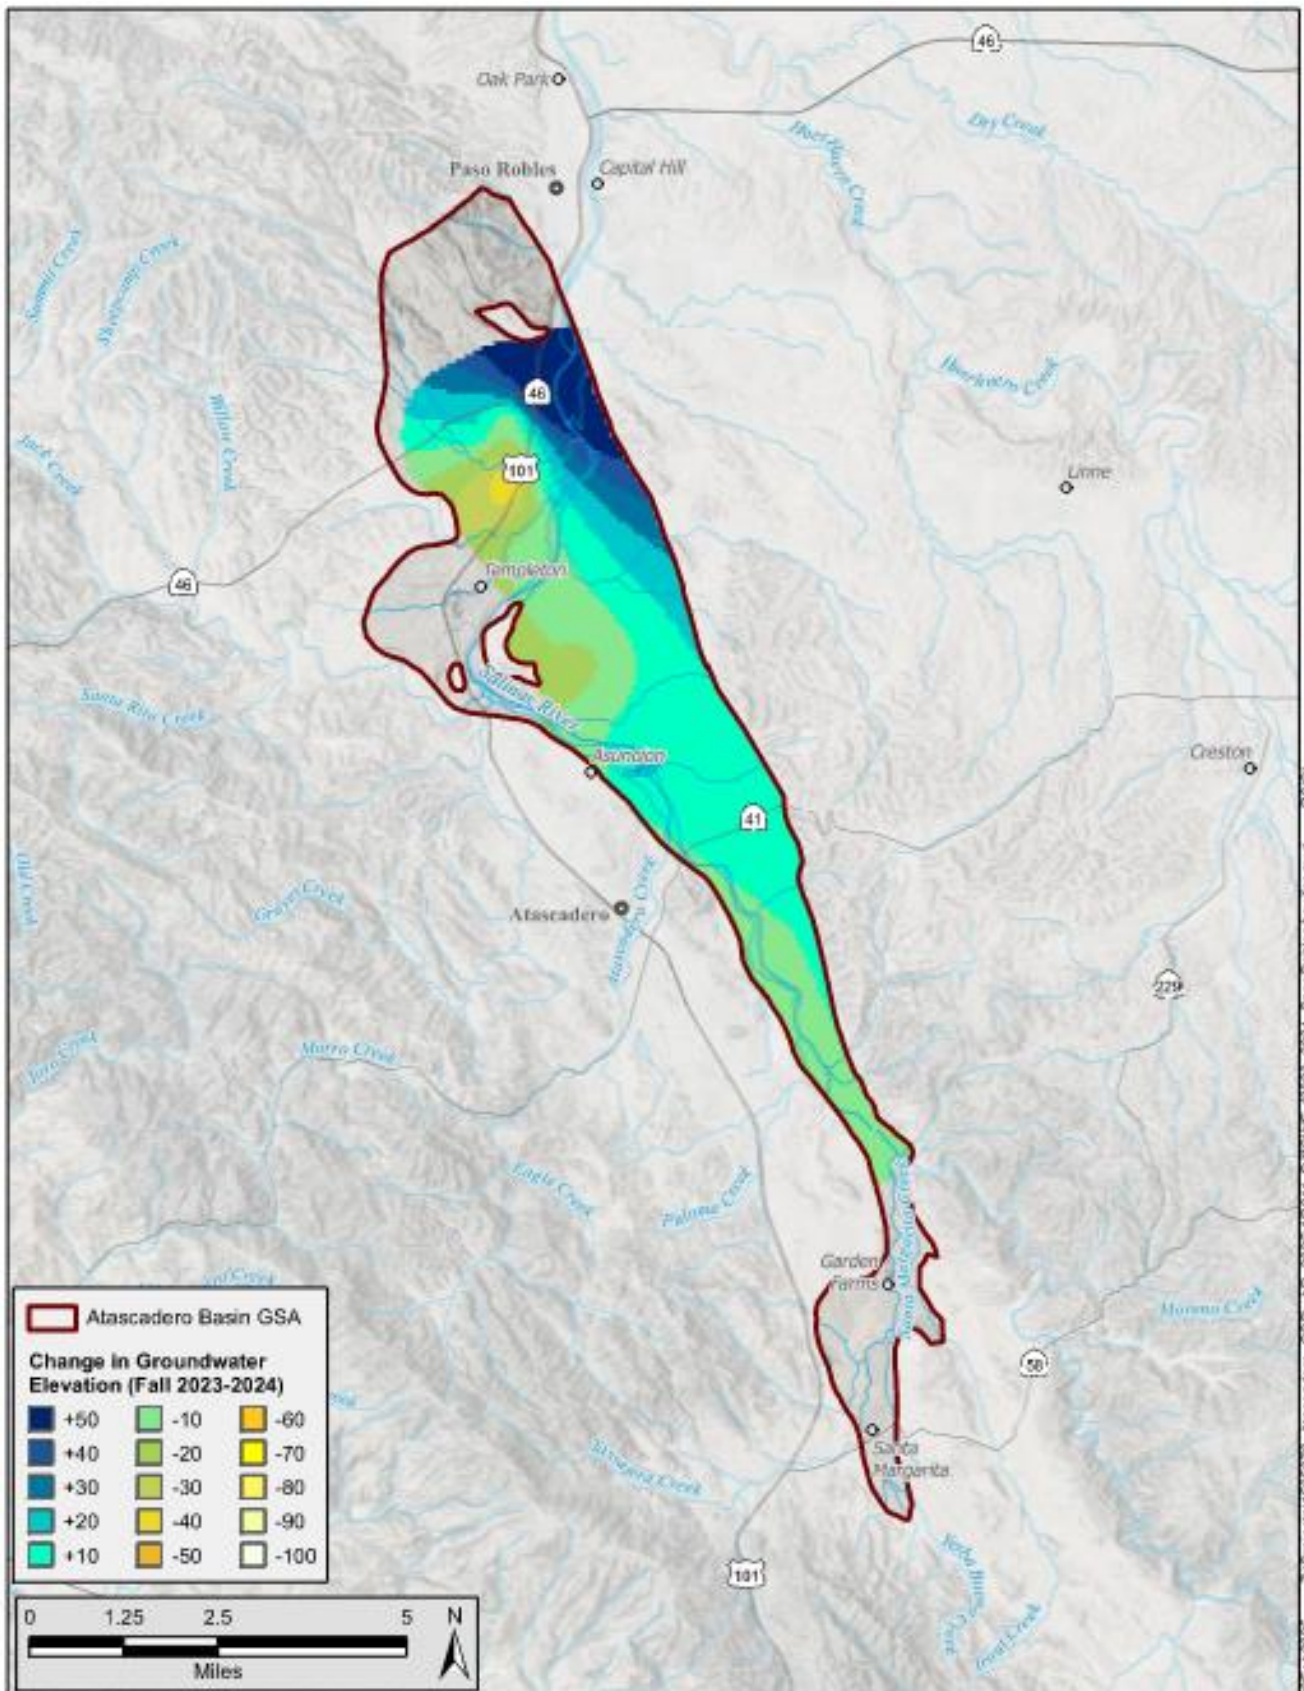 46
Oak Park
Dry Creek
Huer Huero Creek
Paso Robles
Capital Hill
Summit Creek
Sheepcamp Creek
Huerhuero Creek
46
Jack Creek
Linne
101
46
Templeton
Santa Rita Creek
Salinas River
Creston
Asuncion
41
Graves Creek
Atascadero
Atascadero Creek
229
Toro Creek
Morro Creek
Eagle Creek
Paloma Creek
Santa Margarita Creek
Garden
Farms
Moreno Creek
58
Santa
Margarita
Tassajera Creek
101
Yerba Buena
Creek
Trout Creek
Atascadero Basin GSA
Change in Groundwater
Elevation (Fall 2023-2024)
+50 -10 -60
+40 -20 -70
+30 -30 -80
+20 -40 -90
+10 -50 -100
0 1.25 2.5 5 N
Miles